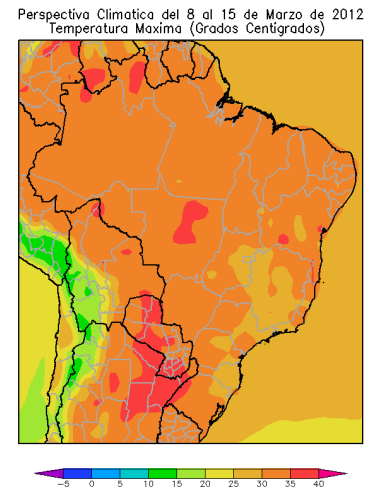 Perspectiva Climatica del 8 al 15 de Marzo de 2012
Temperatura Maxima (Grados Centigrados)
-5 0 5 10 15 20 25 30 35 40